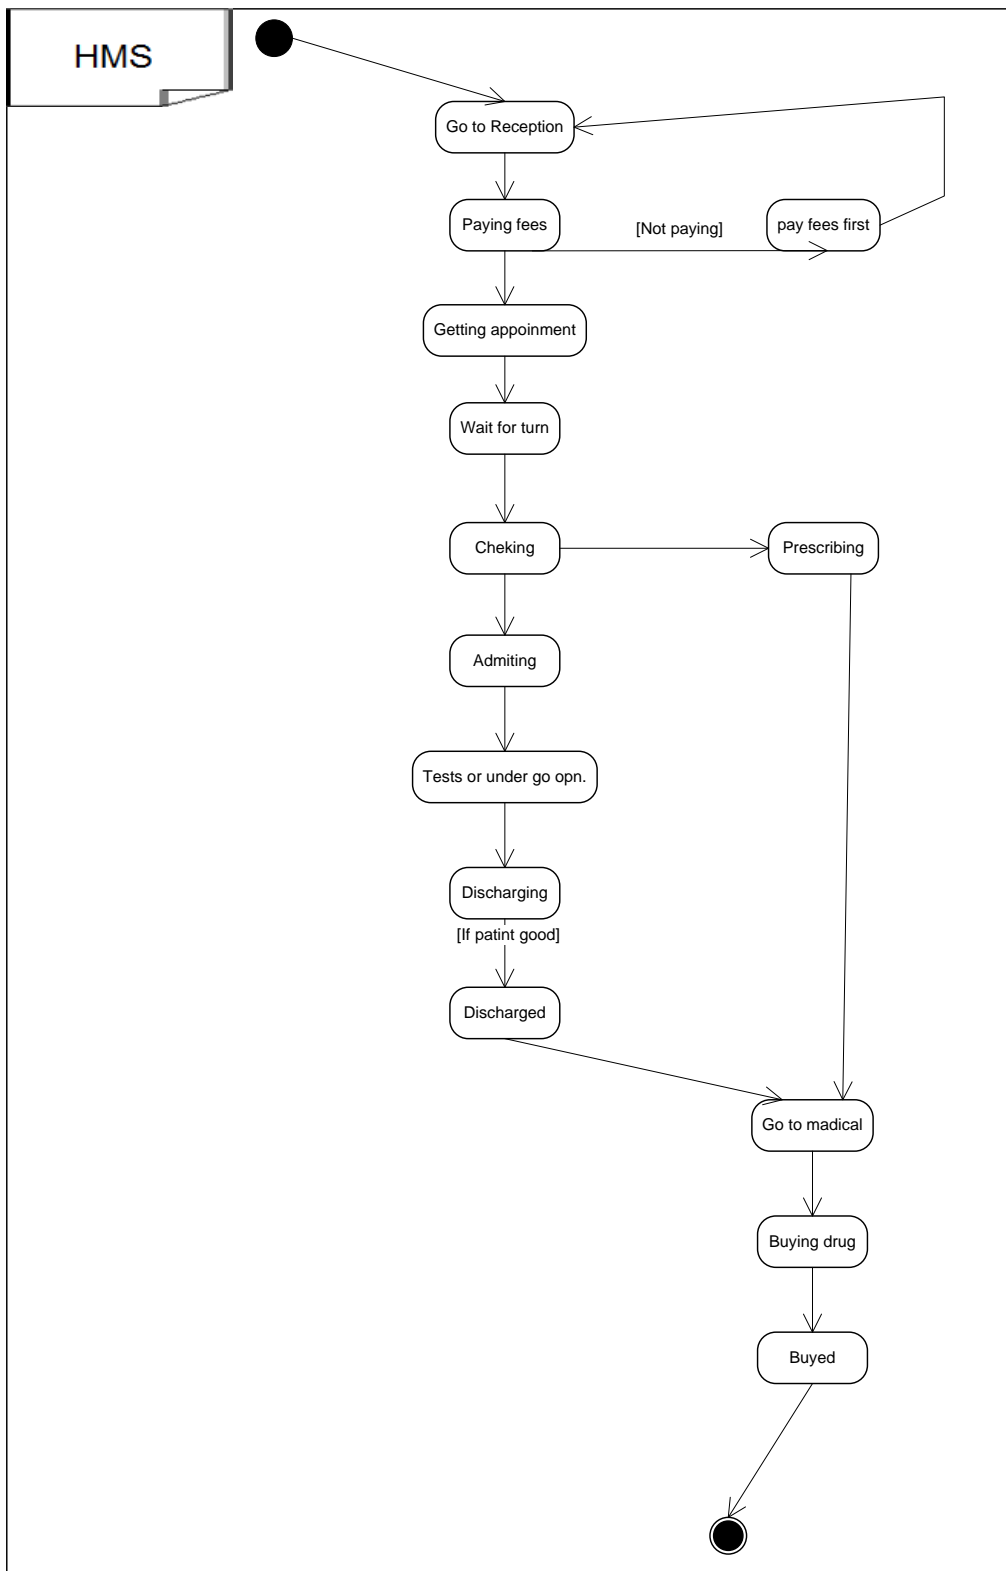 HMS
Go to Reception
Paying fees
[Not paying]
pay fees first
Getting appoinment
Wait for turn
Cheking
Prescribing
Admiting
Tests or under go opn.
Discharging
[If patint good]
Discharged
Go to madical
Buying drug
Buyed